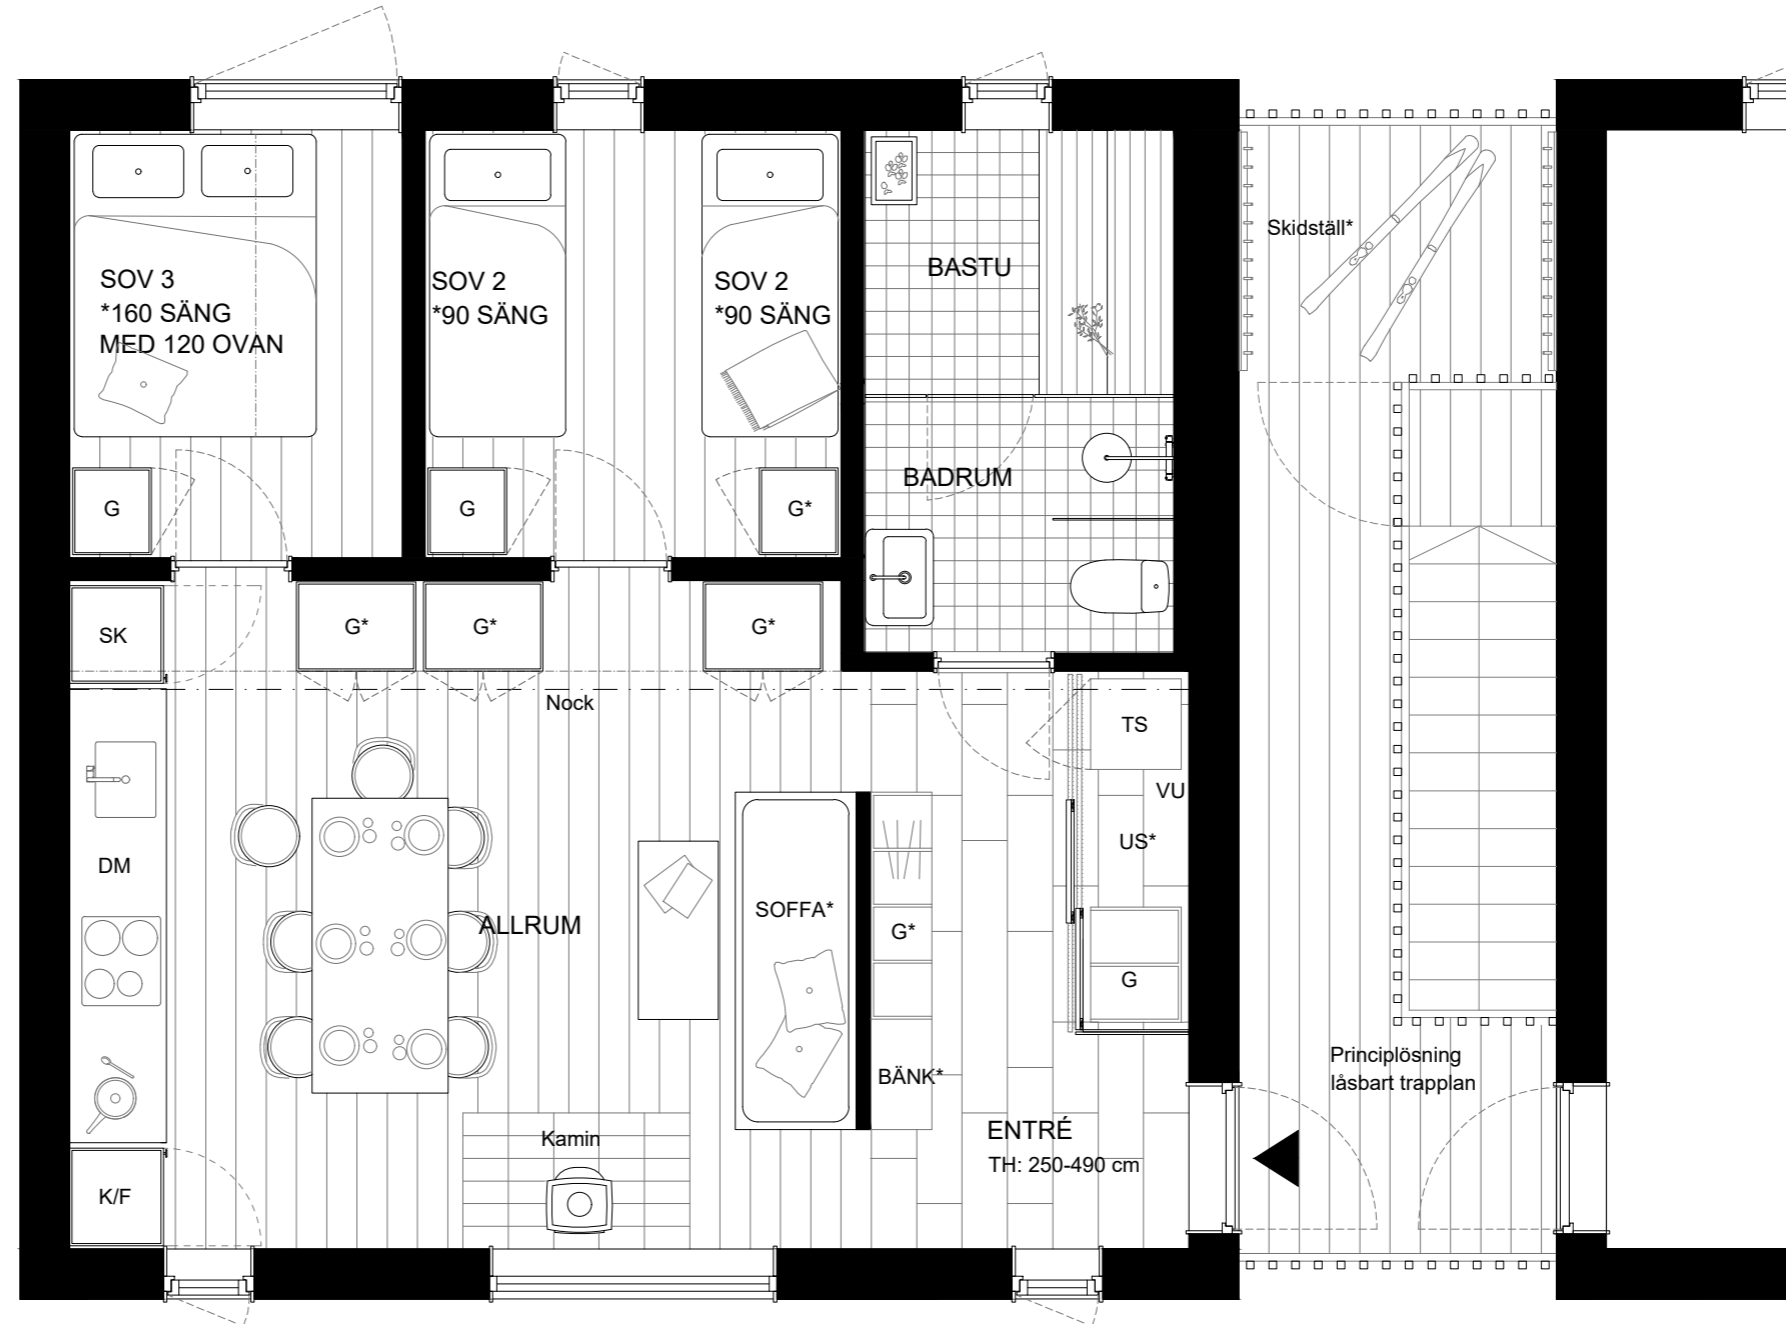 Skidställ*
SOV 3
*160 SÄNG
MED 120 OVAN
SOV 2
*90 SÄNG
SOV 2
*90 SÄNG
BASTU
BADRUM
G
G
G*
SK
G*
G*
G*
Nock
TS
VU
US*
DM
SOFFA*
ALLRUM
G*
G
BÄNK*
Principlösning
låsbart trapplan
Kamin
ENTRÉ
TH: 250-490 cm
K/F